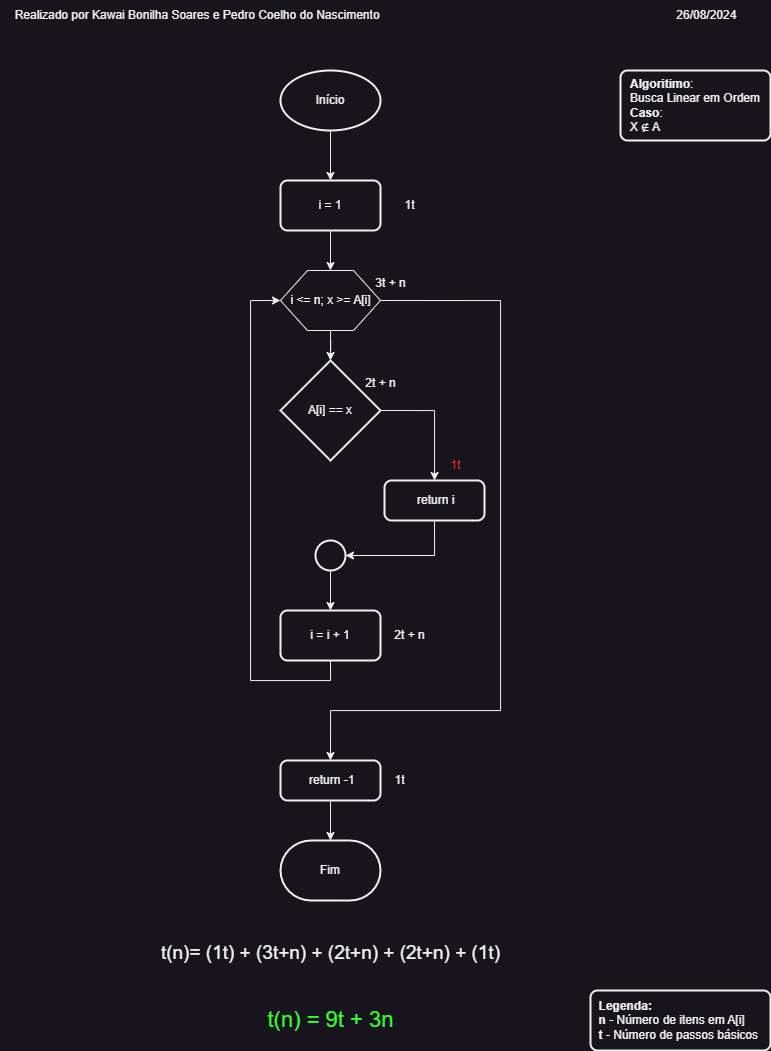 Realizado por Kawai Bonilha Soares e Pedro Coelho do Nascimento
26/08/2024
Início
Algoritimo:
Busca Linear em Ordem
Caso:
X ∉ A
i = 1
1t
3t + n
i <= n; x >= A[i]
2t + n
A[i] == x
1t
return i
i = i + 1
2t + n
return -1
1t
Fim
t(n)= (1t) + (3t+n) + (2t+n) + (2t+n) + (1t)
t(n) = 9t + 3n
Legenda:
n - Número de itens em A[i]
t - Número de passos básicos